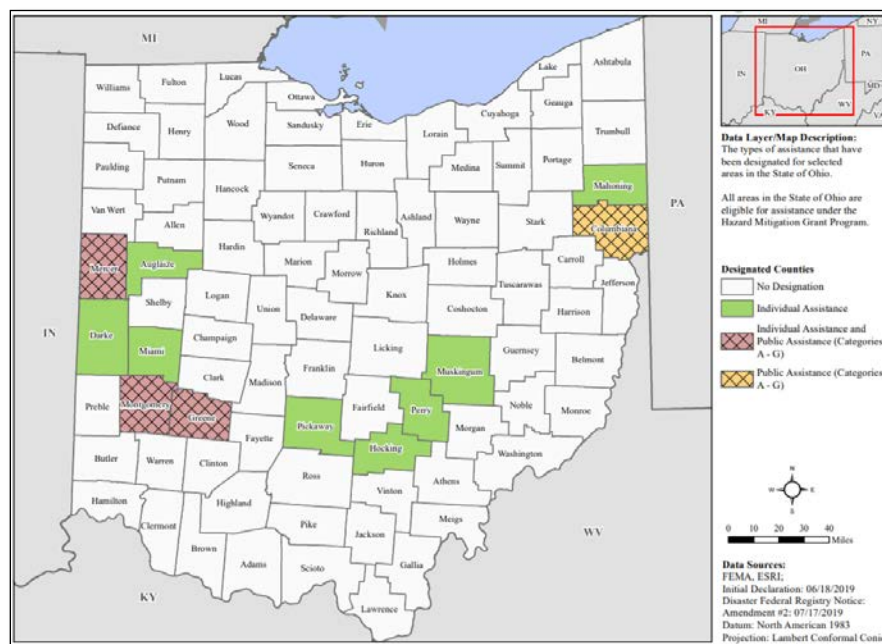 MI
NY
MI
PA
IN
OH
MD
KY
WV
VA
Williams
Fulton
Lucas
Ottawa
Lake
Ashtabula
Geauga
Cuyahoga
Defiance
Henry
Wood
Sandusky
Erie
Lorain
Trumbull
Paulding
Putnam
Hancock
Seneca
Huron
Medina
Summit
Portage
Mahoning
PA
Van Wert
Allen
Wyandot
Crawford
Richland
Ashland
Wayne
Stark
Columbiana
Mercer
Auglaize
Hardin
Marion
Morrow
Holmes
Carroll
Tuscarawas
Jefferson
Shelby
Logan
Union
Delaware
Knox
Coshocton
Harrison
IN
Darke
Miami
Champaign
Licking
Muskingum
Guernsey
Belmont
Clark
Madison
Franklin
Preble
Montgomery
Greene
Fayette
Pickaway
Fairfield
Perry
Morgan
Noble
Monroe
Hocking
Washington
Butler
Warren
Clinton
Ross
Vinton
Athens
Hamilton
Highland
Clermont
Pike
Jackson
Meigs
Brown
Adams
Scioto
Gallia
Lawrence
WV
KY
Data Layer/Map Description:
The types of assistance that have
been designated for selected
areas in the State of Ohio.
All areas in the State of Ohio are
eligible for assistance under the
Hazard Mitigation Grant Program.
Designated Counties
No Designation
Individual Assistance
Individual Assistance and
Public Assistance (Categories
A - G)
Public Assistance (Categories
A - G)
N
W E
S
0 10 20 30 40
Miles
Data Sources:
FEMA, ESRI;
Initial Declaration: 06/18/2019
Disaster Federal Registry Notice:
Amendment #2: 07/17/2019
Datum: North American 1983
Projection: Lambert Conformal Conic